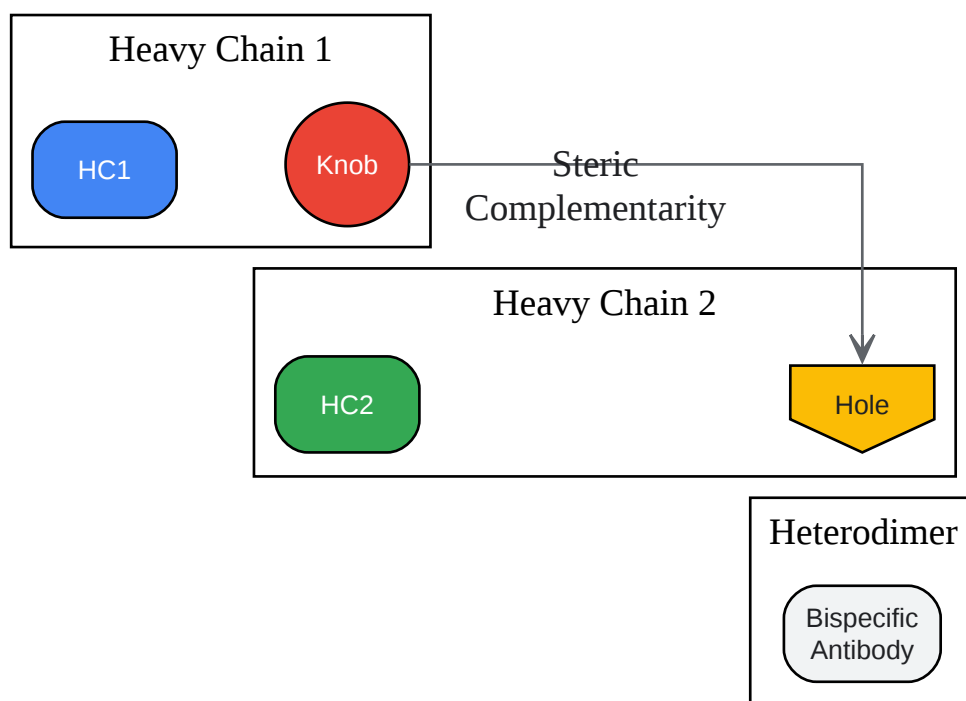 Heavy Chain 1
HC1
Knob
Steric
Complementarity
Heavy Chain 2
HC2
Hole
Heterodimer
Bispecific
Antibody